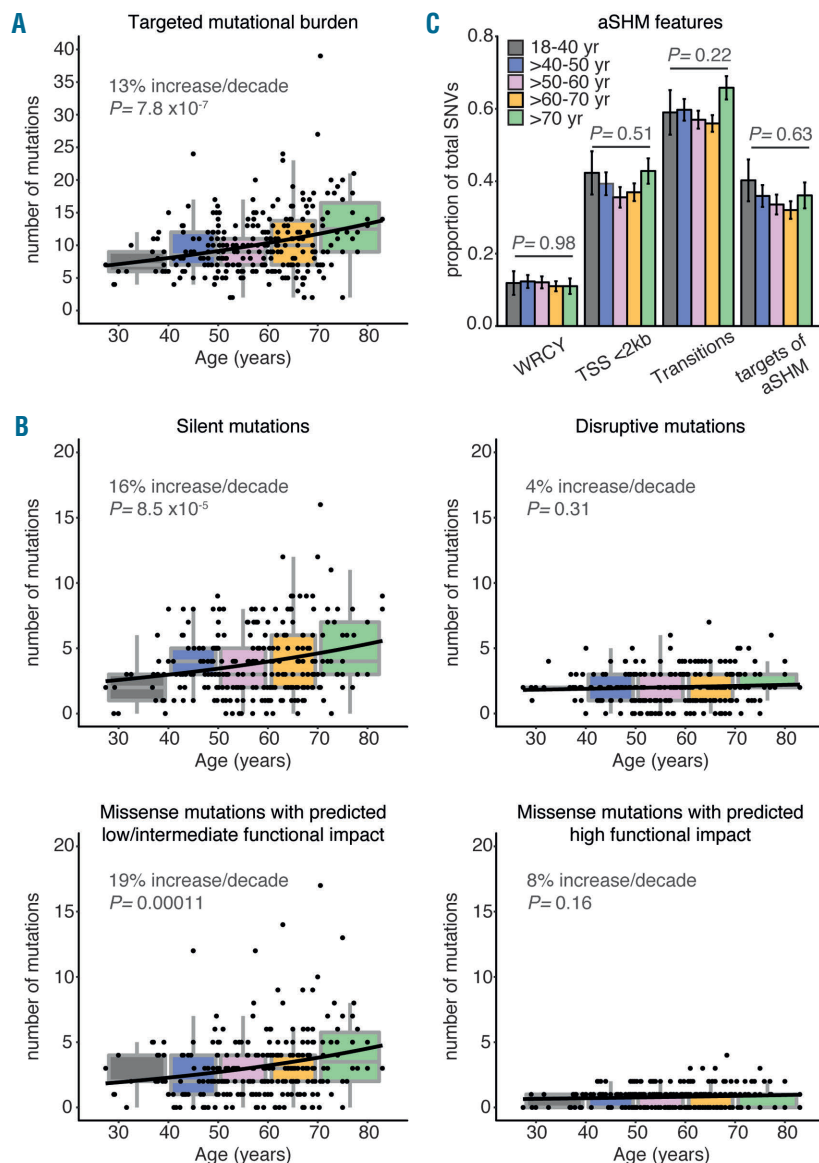 A
Targeted mutational burden
13% increase/decade
P= 7.8 x10-7
number of mutations
40
35
30
25
20
15
10
5
0
30 40 50 60 70 80
Age (years)
C
aSHM features
18-40 yr
>40-50 yr
>50-60 yr
>60-70 yr
>70 yr
P= 0.98
P= 0.51
P= 0.22
P= 0.63
proportion of total SNVs
0.8
0.6
0.4
0.2
0.0
WRCY
TSS <2kb
Transitions
targets of
aSHM
B
Silent mutations
16% increase/decade
P= 8.5 x10-5
number of mutations
20
15
10
5
0
30 40 50 60 70 80
Age (years)
Disruptive mutations
4% increase/decade
P= 0.31
number of mutations
20
15
10
5
0
30 40 50 60 70 80
Age (years)
Missense mutations with predicted
low/intermediate functional impact
19% increase/decade
P= 0.00011
number of mutations
20
15
10
5
0
30 40 50 60 70 80
Age (years)
Missense mutations with predicted
high functional impact
8% increase/decade
P= 0.16
number of mutations
20
15
10
5
0
30 40 50 60 70 80
Age (years)